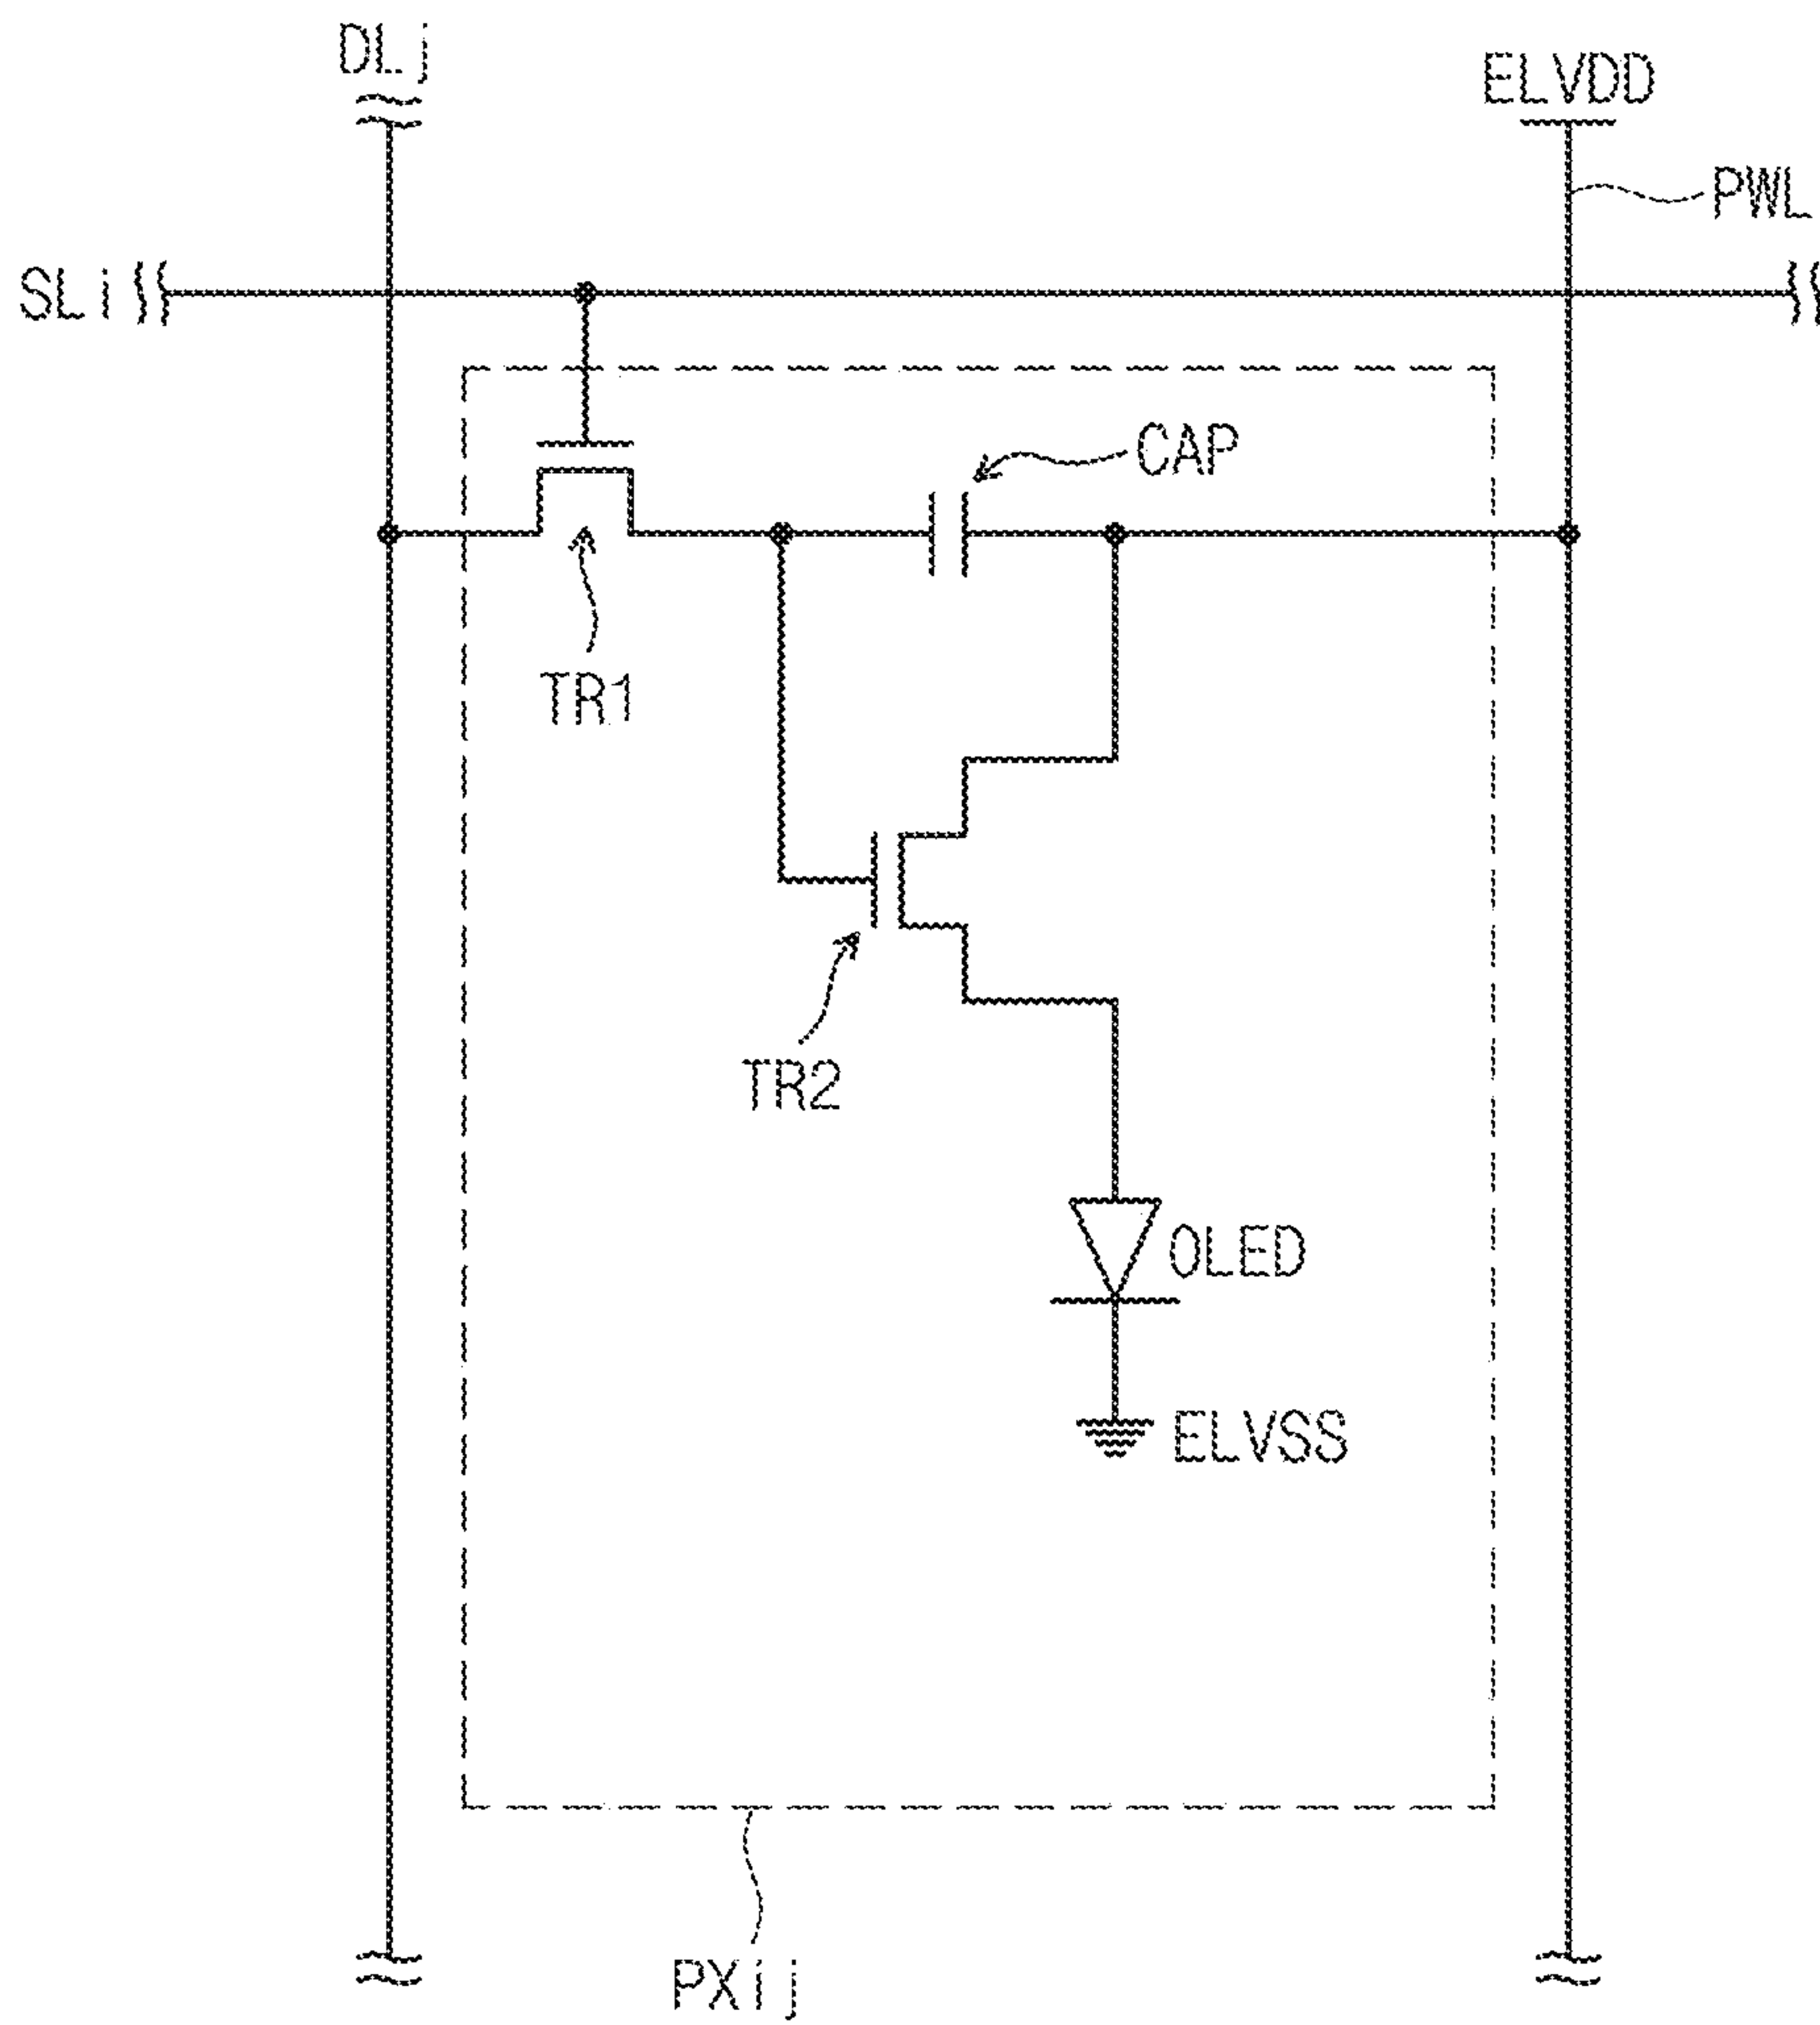 DLj
ELVDD
PWL
SLi
CAP
TR1
TR2
OLED
ELVSS
PXij